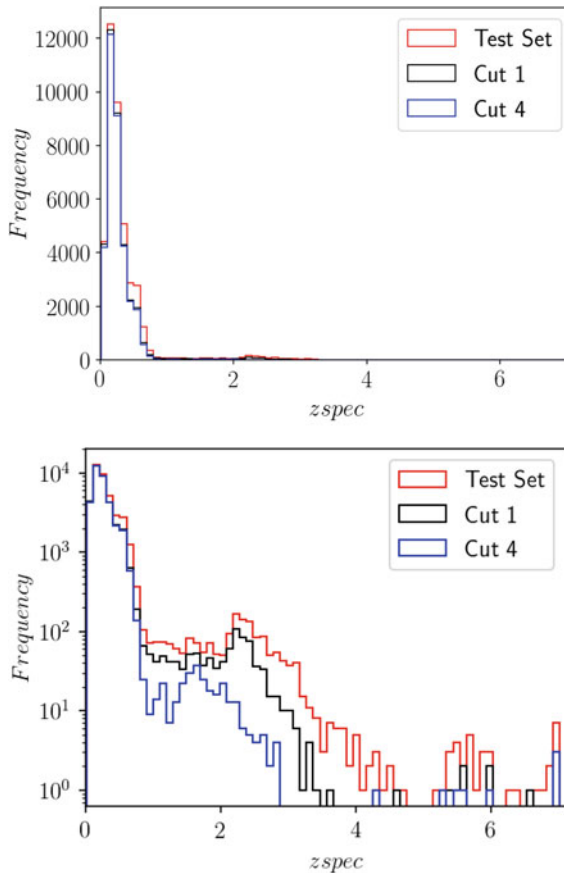 12000
10000
8000
6000
4000
2000
0
Frequency
Test Set
Cut 1
Cut 4
0 2 4 6
zspec
10^4
10^3
10^2
10^1
10^0
Frequency
Test Set
Cut 1
Cut 4
0 2 4 6
zspec